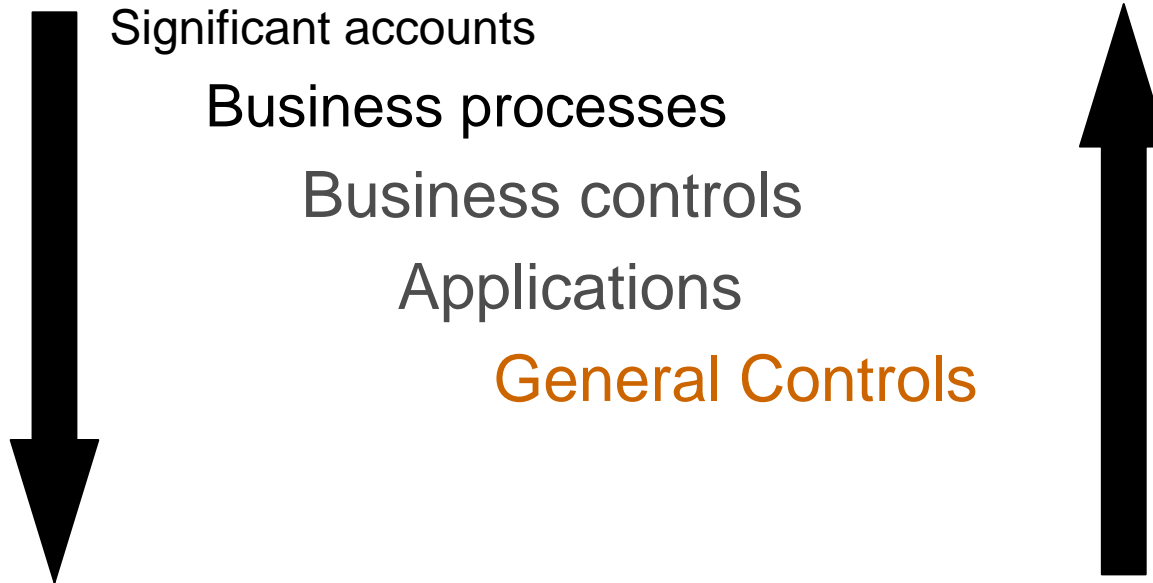 Significant accounts
Business processes
Business controls
Applications
General Controls